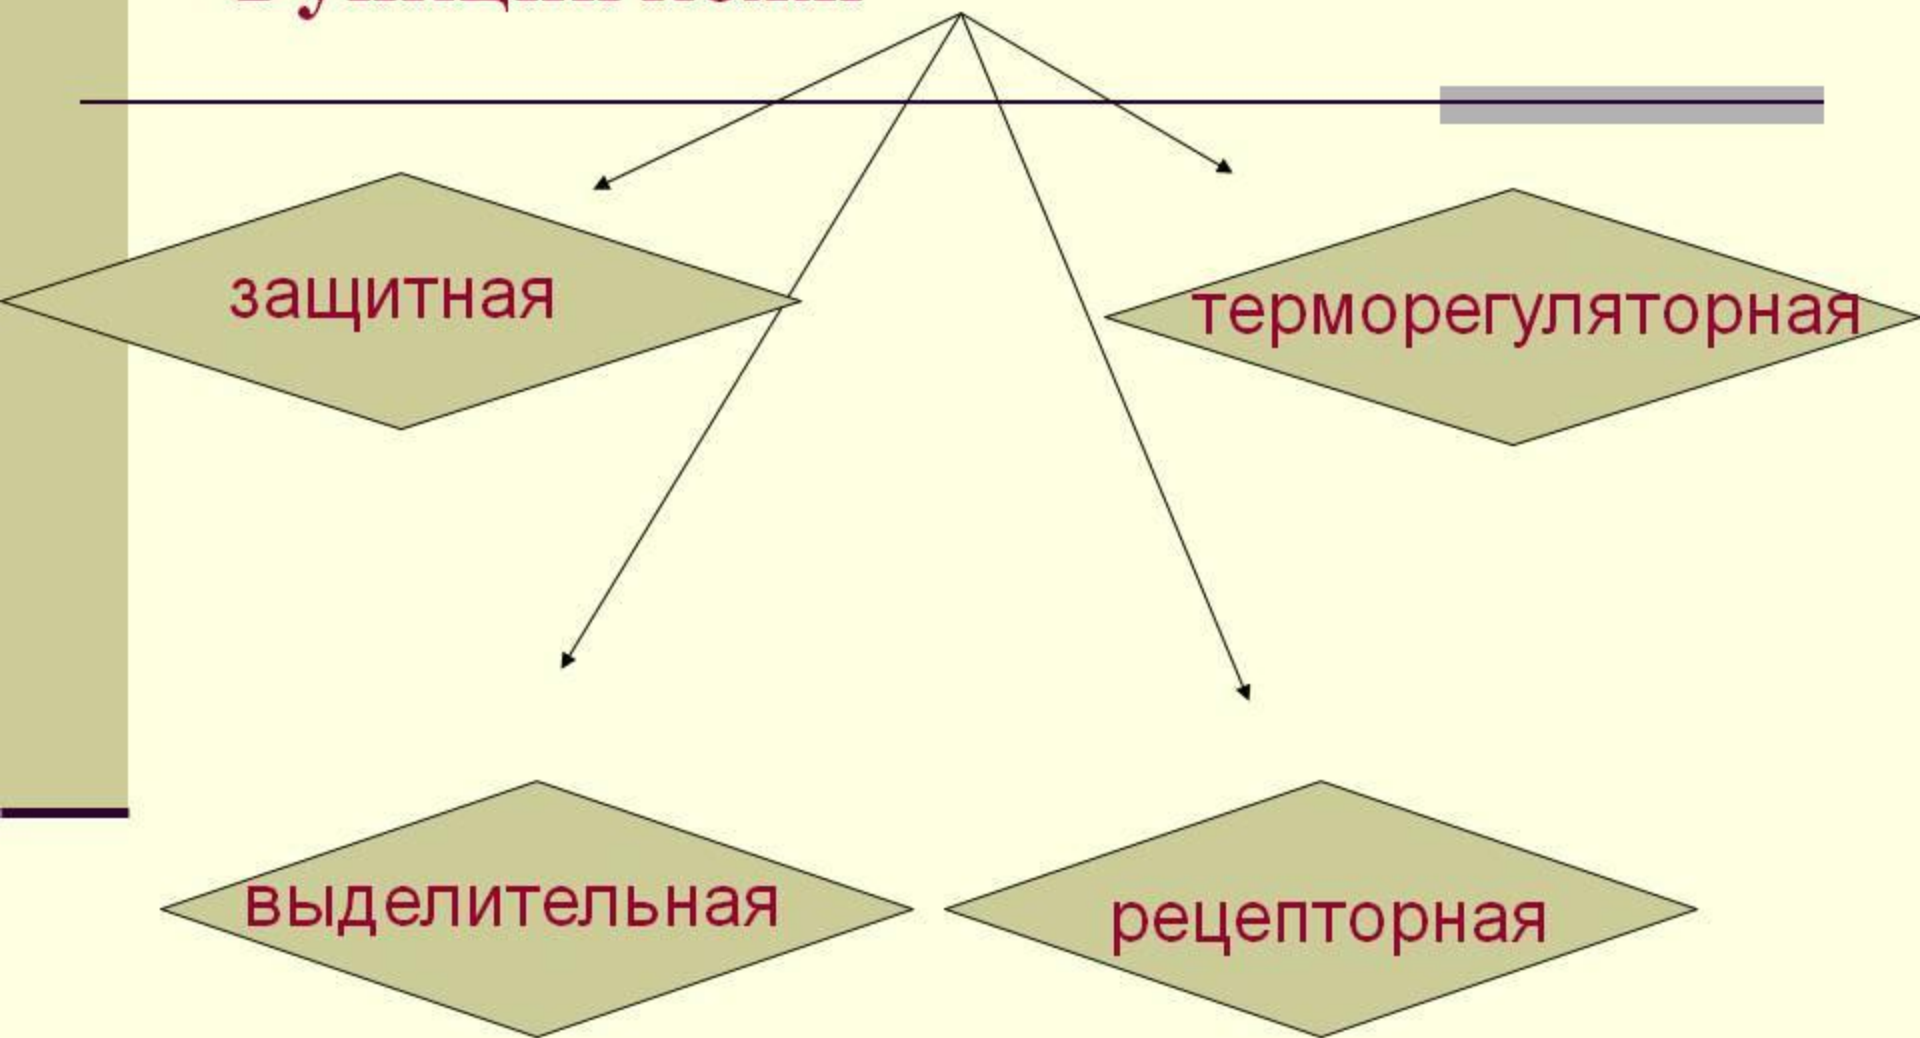 защитная
терморегуляторная
выделительная
рецепторная